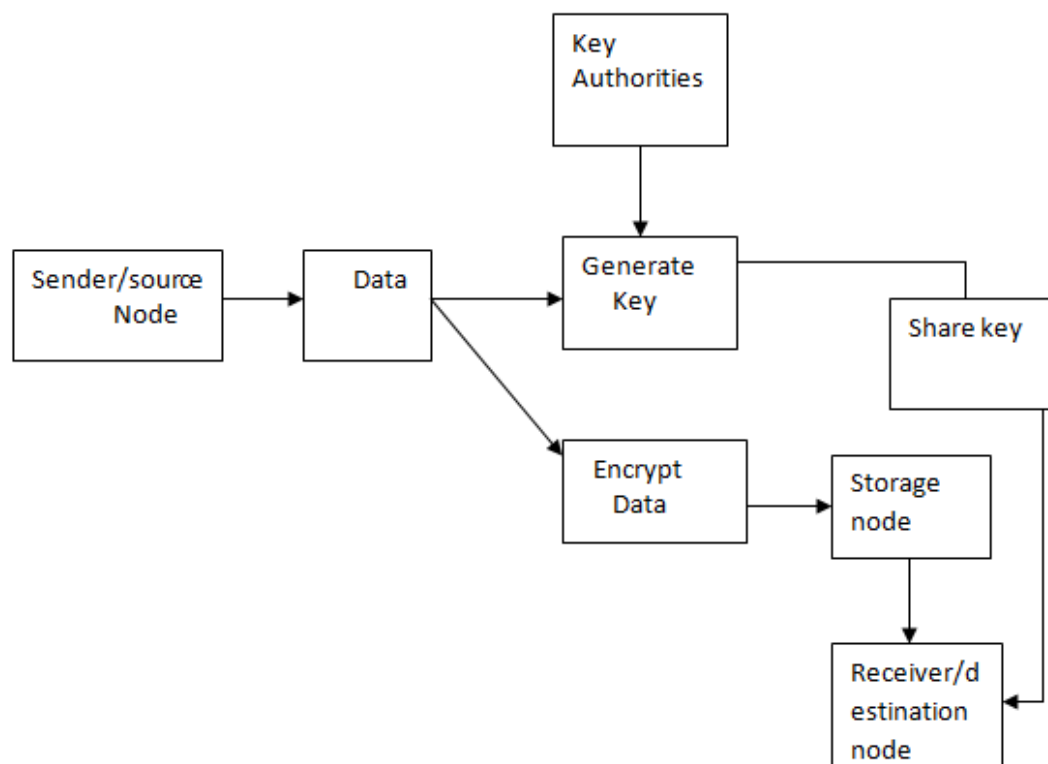 Key
Authorities
Sender/source
Node
Data
Generate
Key
Share key
Encrypt
Data
Storage
node
Receiver/d
estination
node